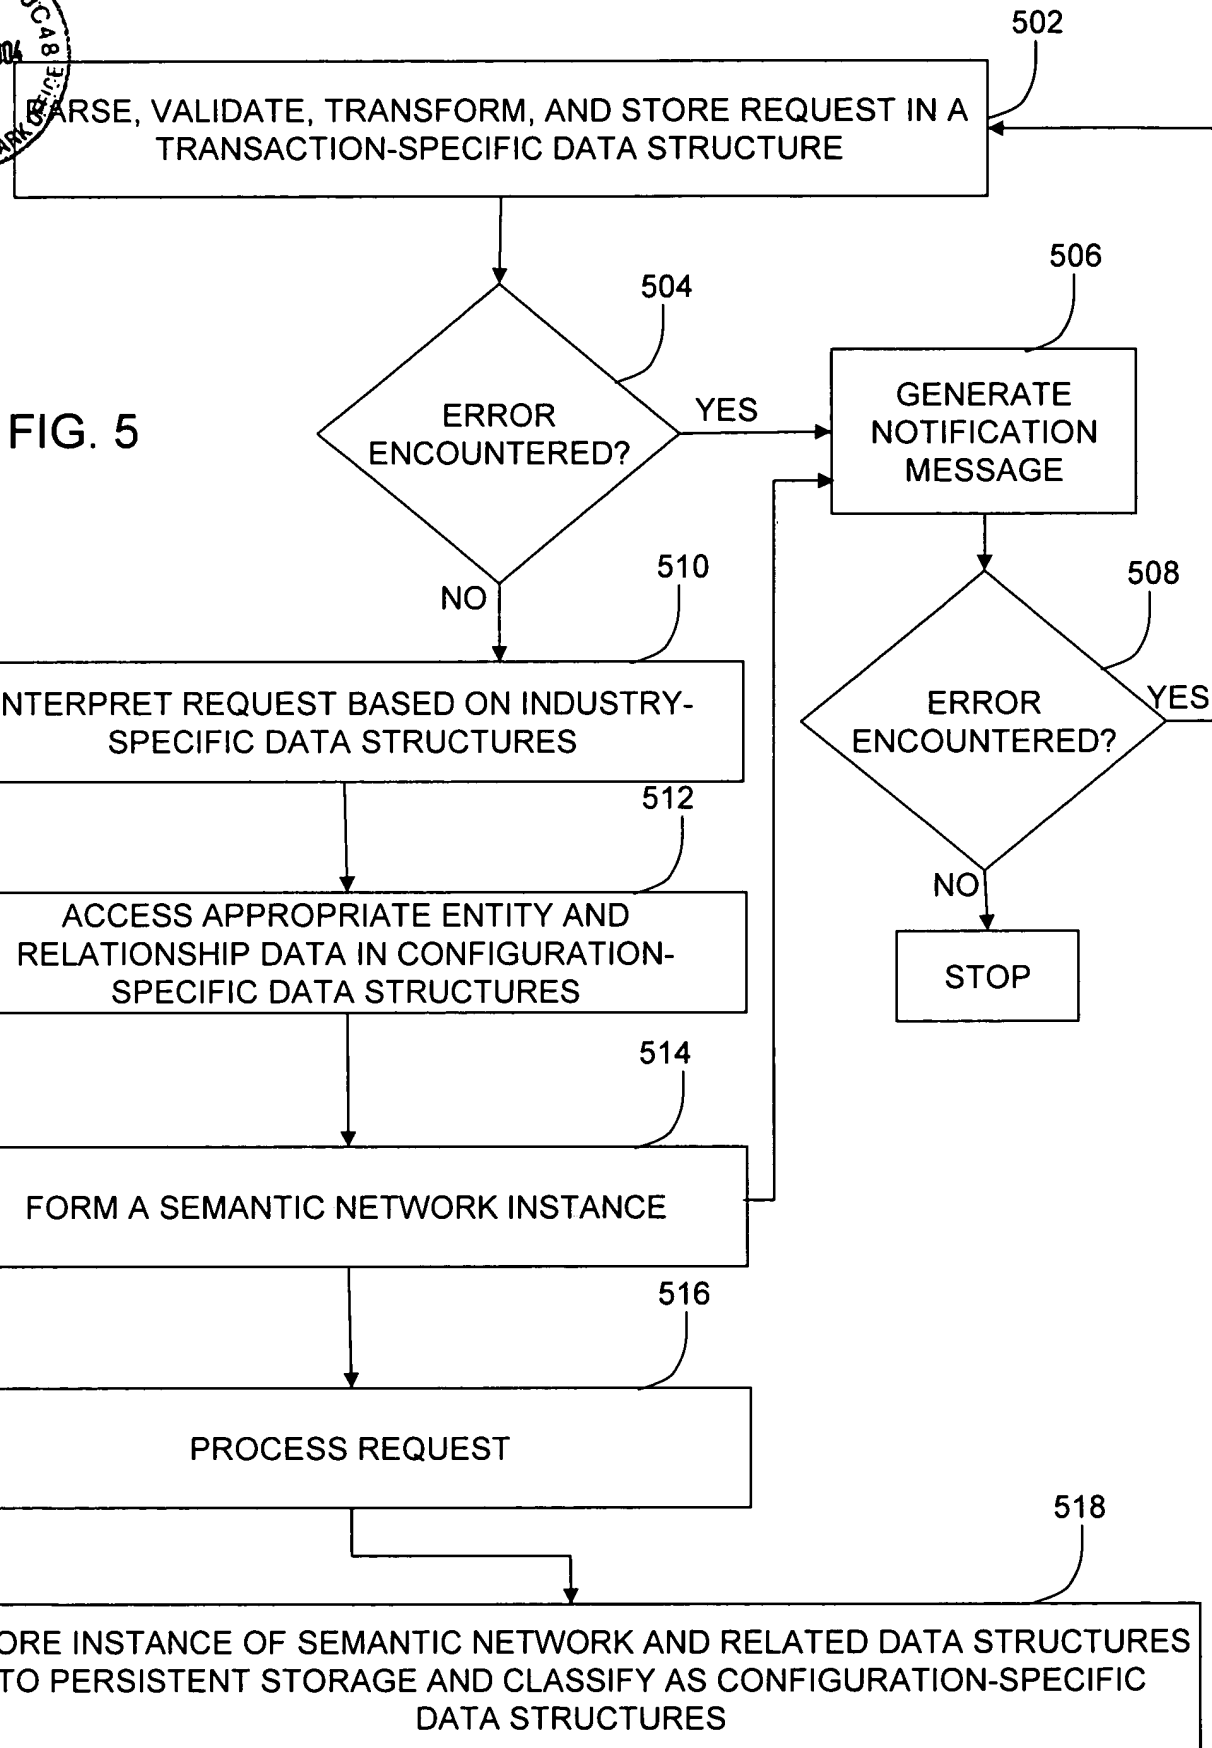 502
PARSE, VALIDATE, TRANSFORM, AND STORE REQUEST IN A
TRANSACTION-SPECIFIC DATA STRUCTURE
504
506
FIG. 5
ERROR
ENCOUNTERED?
YES
GENERATE
NOTIFICATION
MESSAGE
NO
510
508
NTERPRET REQUEST BASED ON INDUSTRY-
SPECIFIC DATA STRUCTURES
ERROR
ENCOUNTERED?
YES
512
NO
ACCESS APPROPRIATE ENTITY AND
RELATIONSHIP DATA IN CONFIGURATION-
SPECIFIC DATA STRUCTURES
STOP
514
FORM A SEMANTIC NETWORK INSTANCE
516
PROCESS REQUEST
518
ORE INSTANCE OF SEMANTIC NETWORK AND RELATED DATA STRUCTURES
TO PERSISTENT STORAGE AND CLASSIFY AS CONFIGURATION-SPECIFIC
DATA STRUCTURES